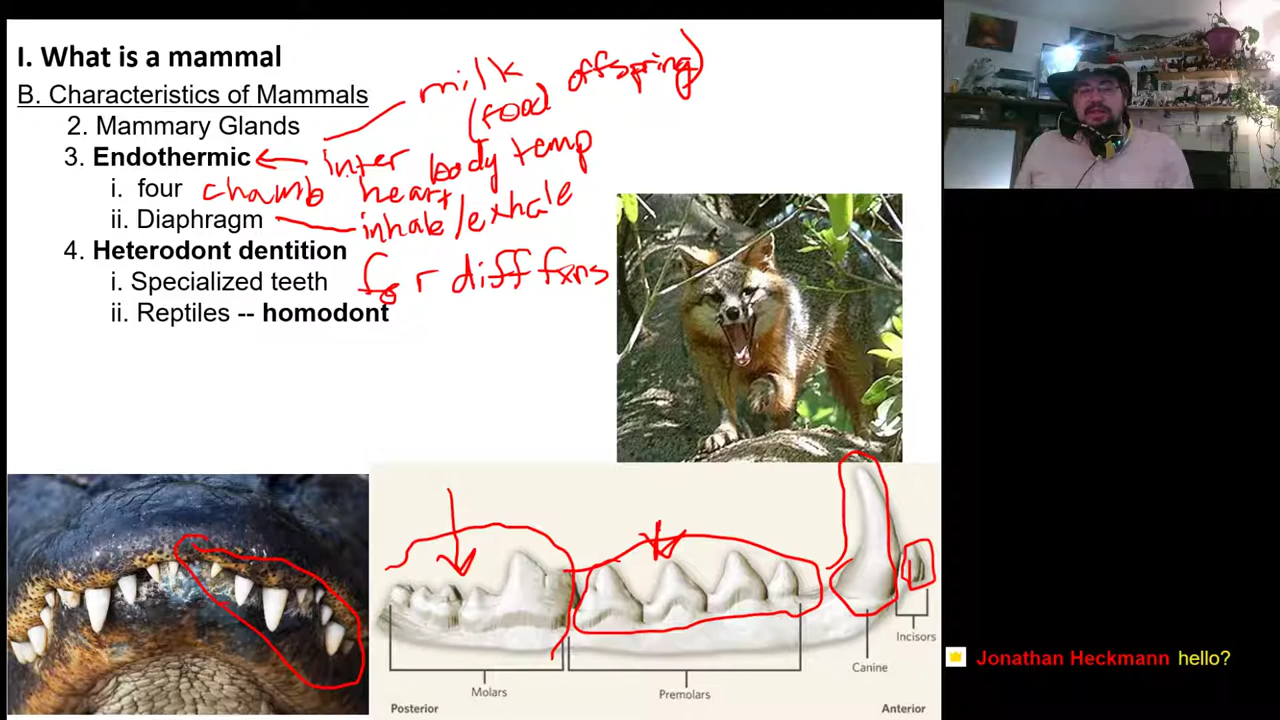 I. What is a mammal
B. Characteristics of Mammals
milk
(food offspring)
2. Mammary Glands
3. Endothermic
inter body temp
i. four chamb heart
ii. Diaphragm
inhale/exhale
4. Heterodont dentition
i. Specialized teeth for diff fxns
ii. Reptiles -- homodont
Incisors
Canine
Molars
Premolars
Posterior
Anterior
Jonathan Heckmann hello?